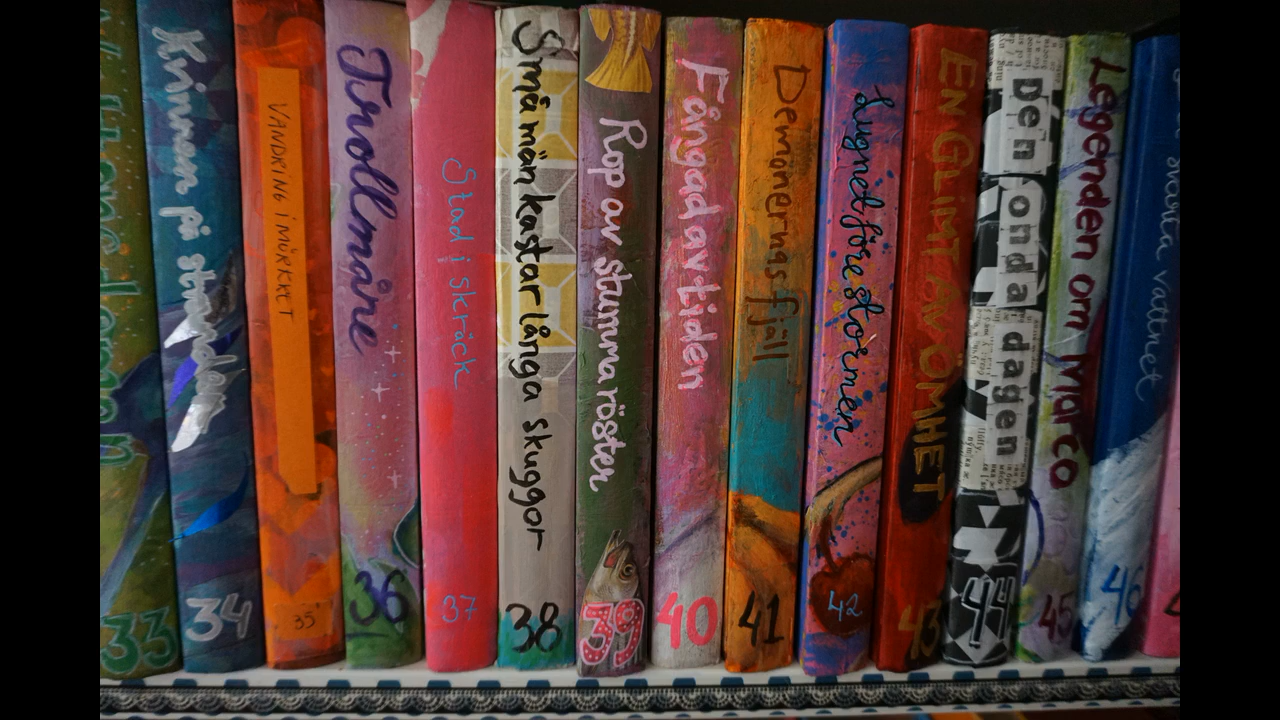 33
Kvinnan på stranden
34
VANDRING i MÖRKRET
35
Trollmåne
36
Stad i skräck
37
Små män kastar långa skuggor
38
Rop av stumma röster
39
Fångad av tiden
40
Demonernas fjäll
41
Lugnet före stormen
42
EN GLIMT AV ÖMHET
43
Den onda dagen
44
Legenden om Marco
45
svarta vattnet
46